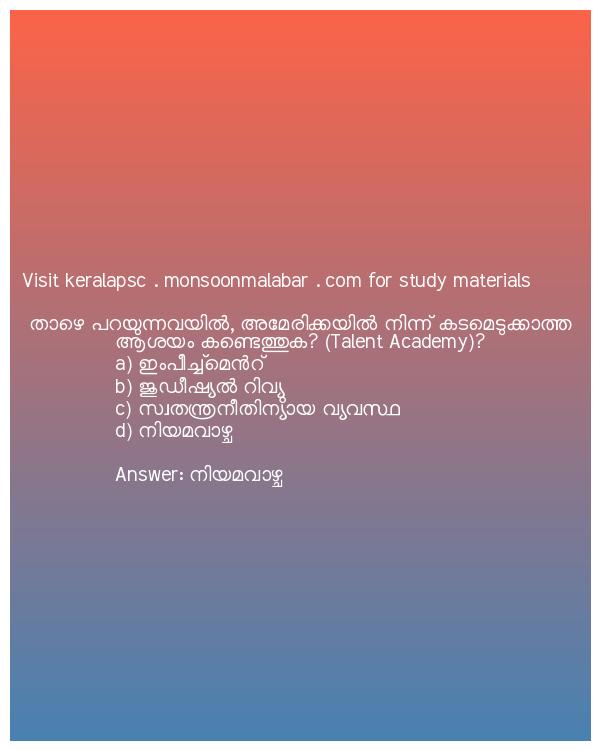 Visit keralapsc . monsoonmalabar . com for study materials
താഴെ പറയുന്നവയിൽ, അമേരിക്കയിൽ നിന്ന് കടമെടുക്കാത്ത
ആശയം കണ്ടെത്തുക? (Talent Academy)?
a) ഇംപീച്ച്മെൻറ്
b) ജുഡീഷ്യൽ റിവ്യു
c) സ്വതന്ത്രനീതിന്യായ വ്യവസ്ഥ
d) നിയമവാഴ്ച
Answer: നിയമവാഴ്ച